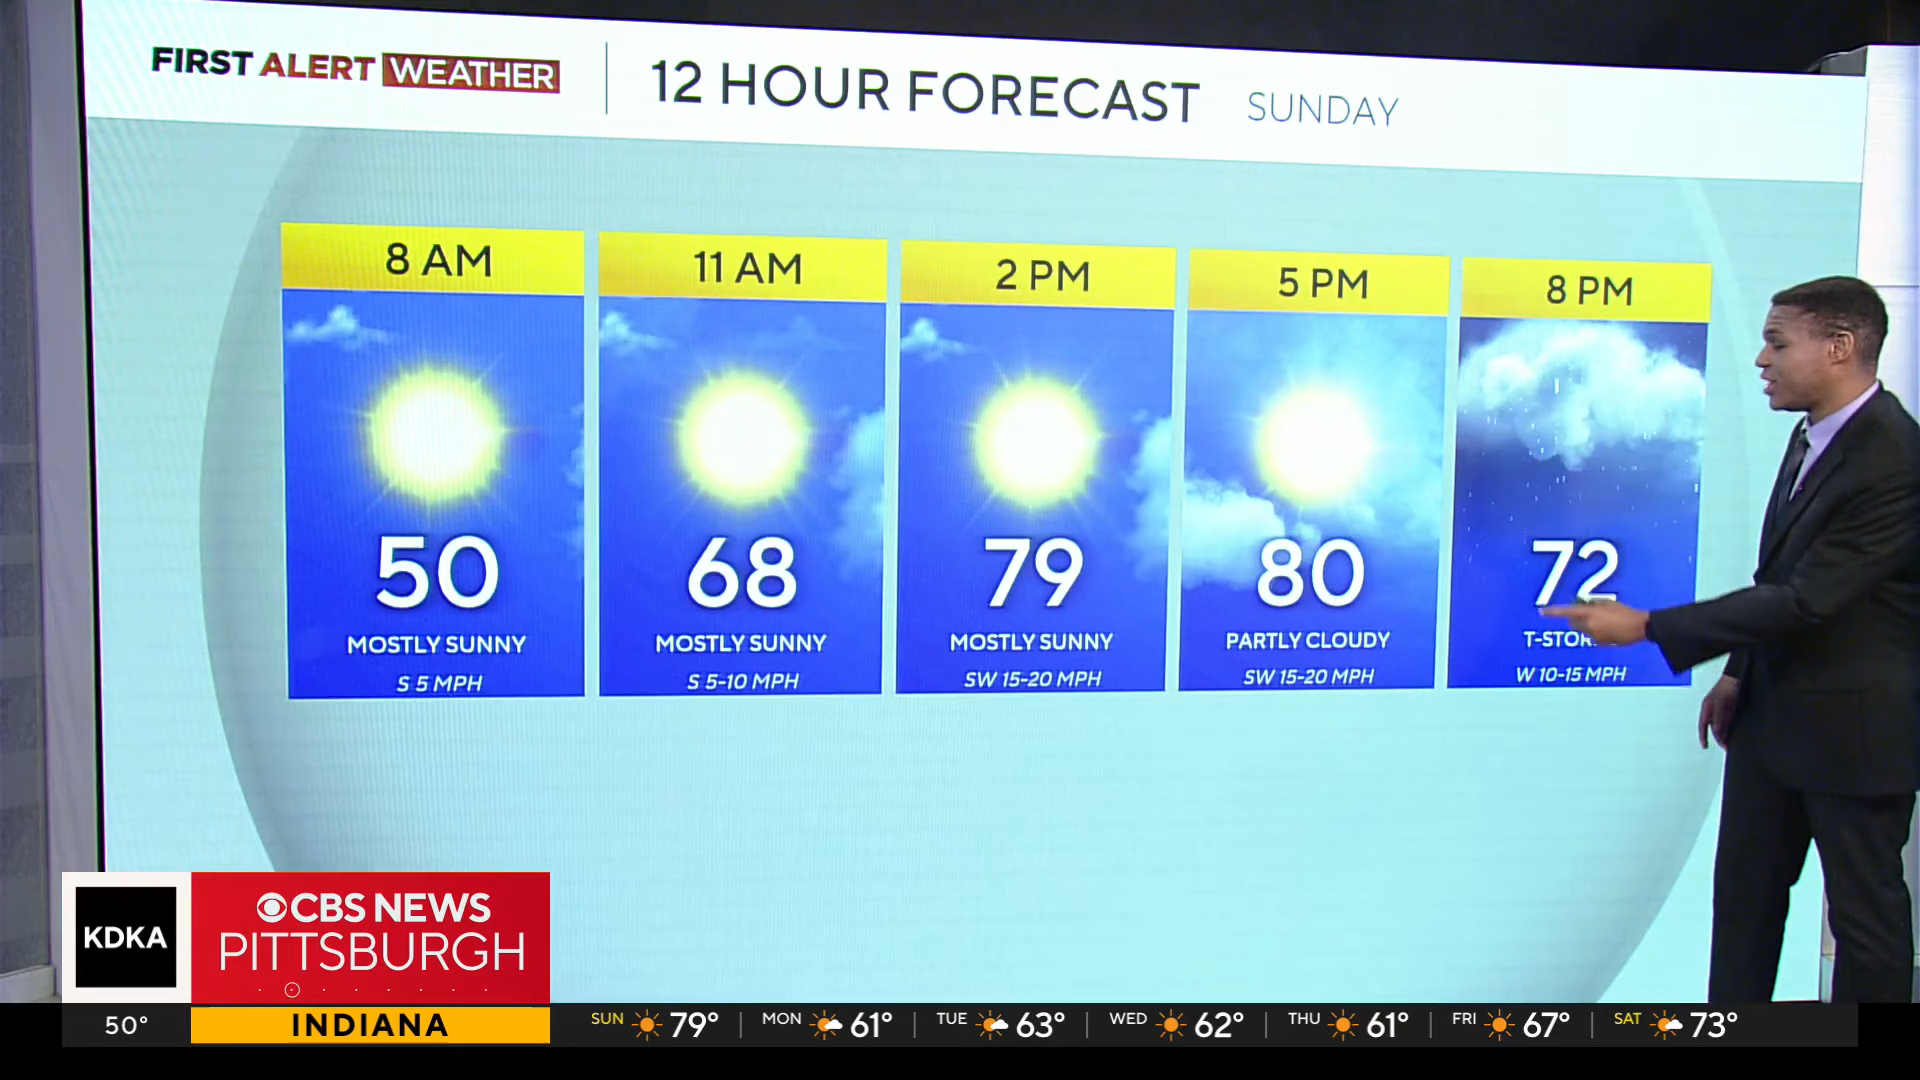 FIRST ALERT WEATHER
12 HOUR FORECAST SUNDAY
8 AM
50
MOSTLY SUNNY
S 5 MPH
11 AM
68
MOSTLY SUNNY
S 5-10 MPH
2 PM
79
MOSTLY SUNNY
SW 15-20 MPH
5 PM
80
PARTLY CLOUDY
SW 15-20 MPH
8 PM
72
W 10-15 MPH
KDKA
CBS NEWS
PITTSBURGH
50°
INDIANA
SUN 79° | MON 61° | TUE 63° | WED 62° | THU 61° | FRI 67° | SAT 73°